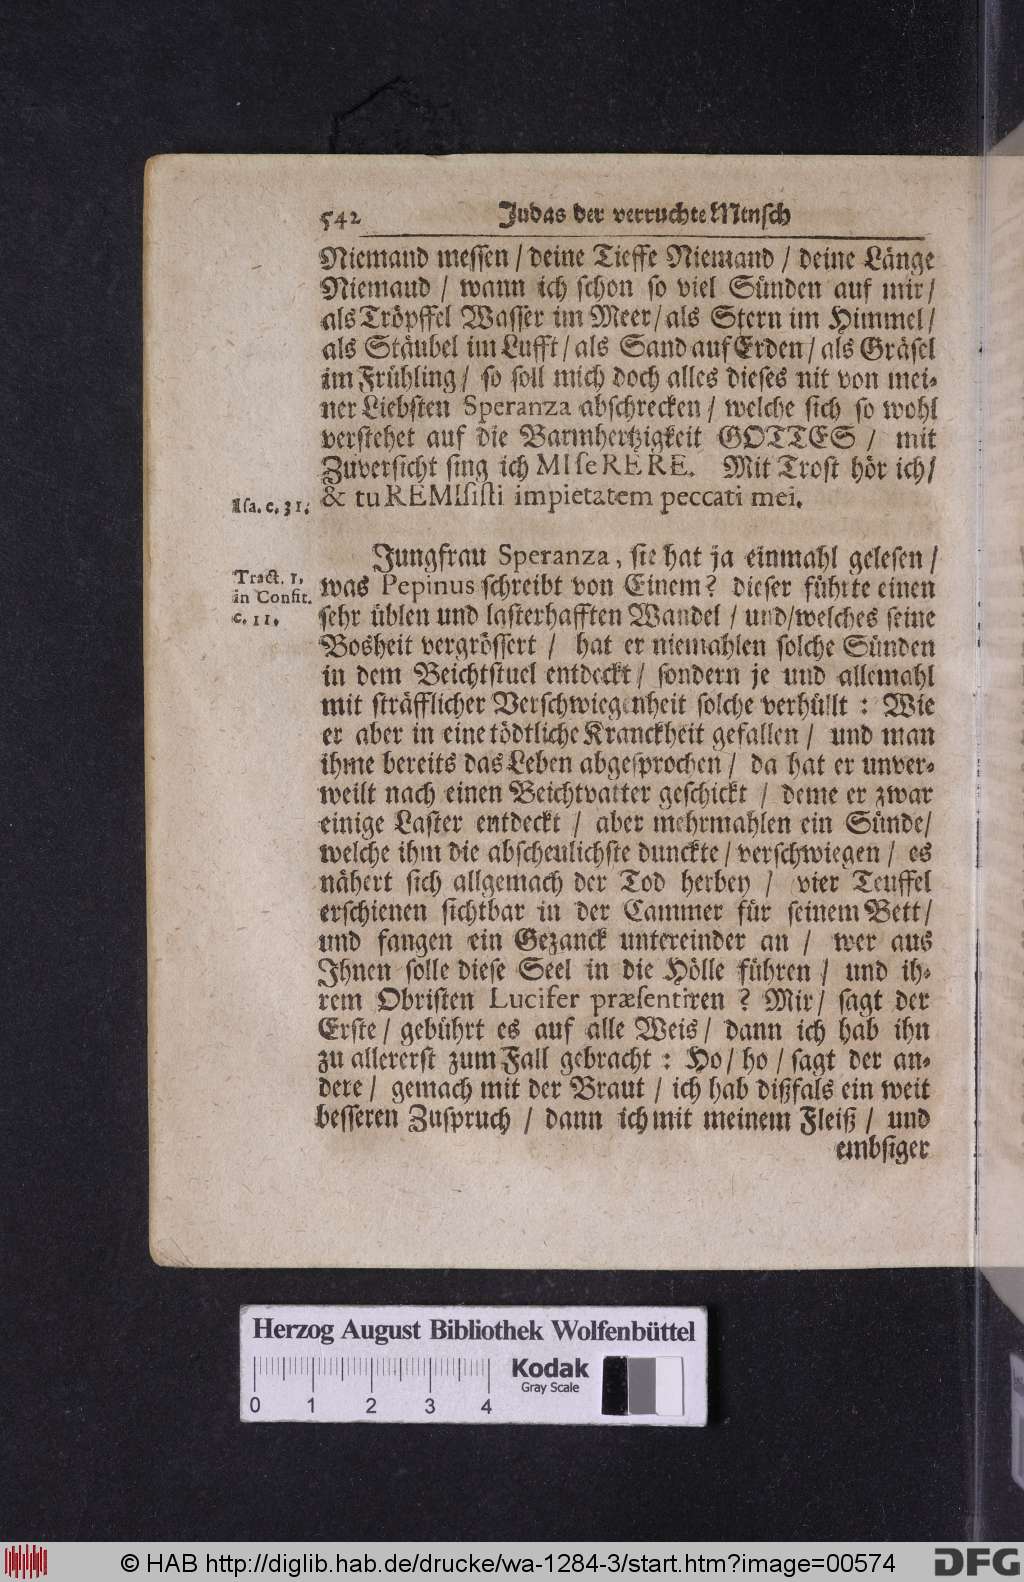 542 Judas der verruchte Mensch
Niemand messen / deine Tieffe Niemand / deine Länge
Niemaud / wann ich schon so viel Sünden auf mir /
als Tröpffel Wasser im Meer / als Stern im Himmel /
als Stäubel im Lufft / als Sand auf Erden / als Gräsel
im Frühling / so soll mich doch alles dieses nit von mei-
ner Liebsten Speranza abschrecken / welche sich so wohl
verstehet auf die Barmhertzigkeit GOTTES / mit
Zuversicht sing ich MIseRERE. Mit Trost hör ich /
Isa. c. 31. & tu REMIsisti impietatem peccati mei.
Jungfrau Speranza, sie hat ja einmahl gelesen /
Tract. 1. was Pepinus schreibt von Einem? dieser führte einen
in Confit. sehr üblen und lasterhafften Wandel / und / welches seine
c. 11. Bosheit vergrössert / hat er niemahlen solche Sünden
in dem Beichtstuel entdeckt / sondern je und allemahl
mit sträfflicher Verschwiegenheit solche verhüllt : Wie
er aber in eine tödtliche Kranckheit gefallen / und man
ihme bereits das Leben abgesprochen / da hat er unver-
weilt nach einen Beichtvatter geschickt / deme er zwar
einige Laster entdeckt / aber mehrmahlen ein Sünde /
welche ihm die abscheulichste dunckte / verschwiegen / es
nähert sich allgemach der Tod herbey / vier Teuffel
erschienen sichtbar in der Cammer für seinem Bett /
und fangen ein Gezanck untereinder an / wer aus
Ihnen solle diese Seel in die Hölle führen / und ih-
rem Obristen Lucifer præsentiren ? Mir / sagt der
Erste / gebührt es auf alle Weis / dann ich hab ihn
zu allererst zum Fall gebracht : Ho / ho / sagt der an-
dere / gemach mit der Braut / ich hab dißfals ein weit
besseren Zuspruch / dann ich mit meinem Fleiß / und
embsiger
Herzog August Bibliothek Wolfenbüttel
Kodak
Gray Scale
0 1 2 3 4
© HAB http://diglib.hab.de/drucke/wa-1284-3/start.htm?image=00574
DFG